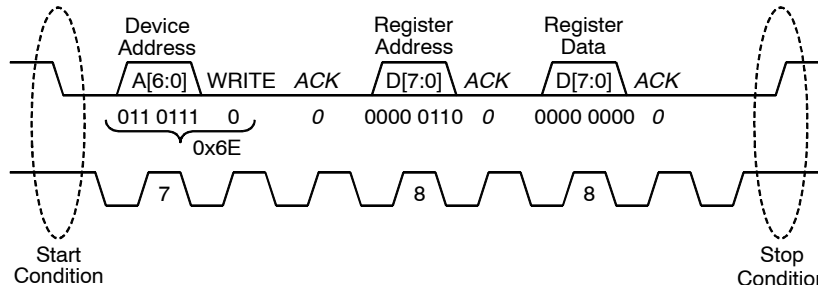 Device Address
Register Address
Register Data
A[6:0] WRITE ACK D[7:0] ACK D[7:0] ACK
011 0111 0 0 0000 0110 0 0000 0000 0
0x6E
7 8 8
Start Condition
Stop Condition